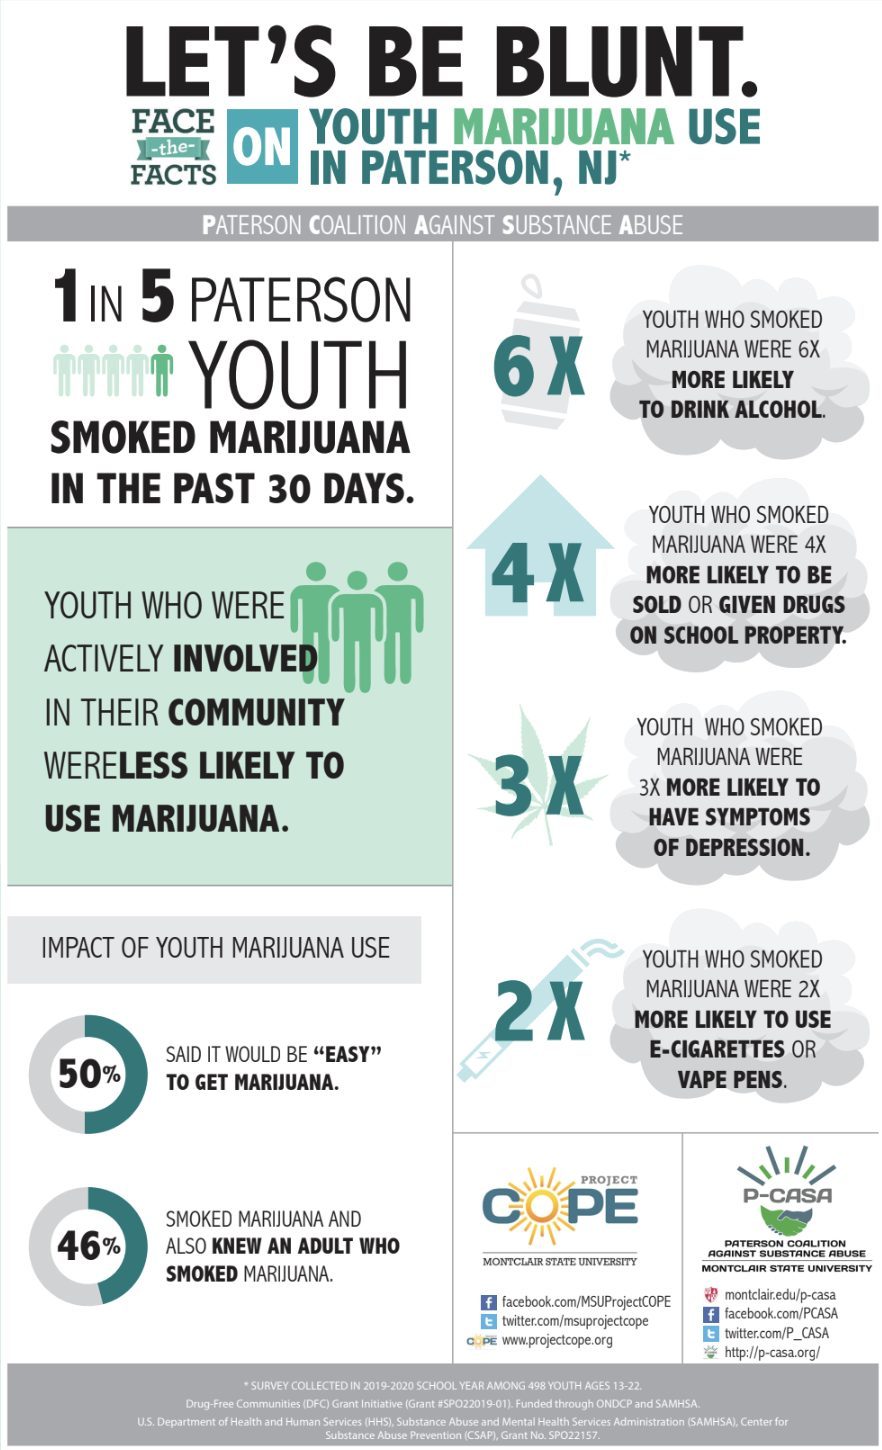 LET'S BE BLUNT.
FACE
-the-
FACTS
ON
YOUTH MARIJUANA USE
IN PATERSON, NJ*
PATERSON COALITION AGAINST SUBSTANCE ABUSE
1 IN 5 PATERSON
YOUTH
SMOKED MARIJUANA
IN THE PAST 30 DAYS.
YOUTH WHO WERE
ACTIVELY INVOLVED
IN THEIR COMMUNITY
WERELESS LIKELY TO
USE MARIJUANA.
IMPACT OF YOUTH MARIJUANA USE
50%
SAID IT WOULD BE “EASY”
TO GET MARIJUANA.
46%
SMOKED MARIJUANA AND
ALSO KNEW AN ADULT WHO
SMOKED MARIJUANA.
6X
YOUTH WHO SMOKED
MARIJUANA WERE 6X
MORE LIKELY
TO DRINK ALCOHOL.
4X
YOUTH WHO SMOKED
MARIJUANA WERE 4X
MORE LIKELY TO BE
SOLD OR GIVEN DRUGS
ON SCHOOL PROPERTY.
3X
YOUTH WHO SMOKED
MARIJUANA WERE
3X MORE LIKELY TO
HAVE SYMPTOMS
OF DEPRESSION.
2X
YOUTH WHO SMOKED
MARIJUANA WERE 2X
MORE LIKELY TO USE
E-CIGARETTES OR
VAPE PENS.
PROJECT
COPE
MONTCLAIR STATE UNIVERSITY
facebook.com/MSUProjectCOPE
twitter.com/msuprojectcope
COPE www.projectcope.org
P-CASA
PATERSON COALITION
AGAINST SUBSTANCE ABUSE
MONTCLAIR STATE UNIVERSITY
montclair.edu/p-casa
facebook.com/PCASA
twitter.com/P_CASA
http://p-casa.org/
* SURVEY COLLECTED IN 2019-2020 SCHOOL YEAR AMONG 498 YOUTH AGES 13-22.
Drug-Free Communities (DFC) Grant Initiative (Grant #SPO22019-01). Funded through ONDCP and SAMHSA.
U.S. Department of Health and Human Services (HHS), Substance Abuse and Mental Health Services Administration (SAMHSA), Center for
Substance Abuse Prevention (CSAP), Grant No. SPO22157.